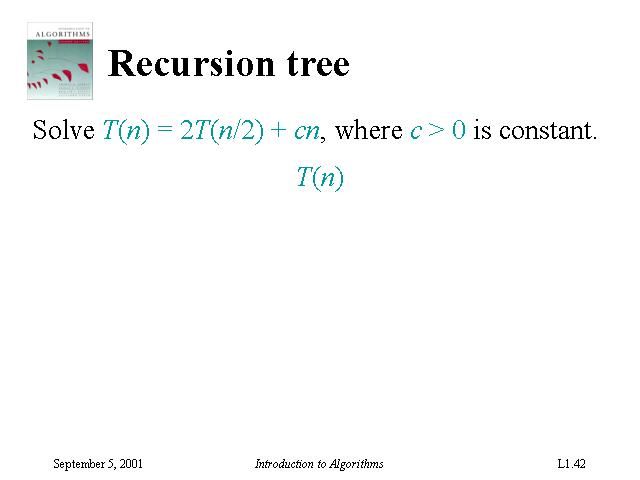 ALGORITHMS
Recursion tree
Solve T(n) = 2T(n/2) + cn, where c > 0 is constant.
T(n)
September 5, 2001
Introduction to Algorithms
L1.42